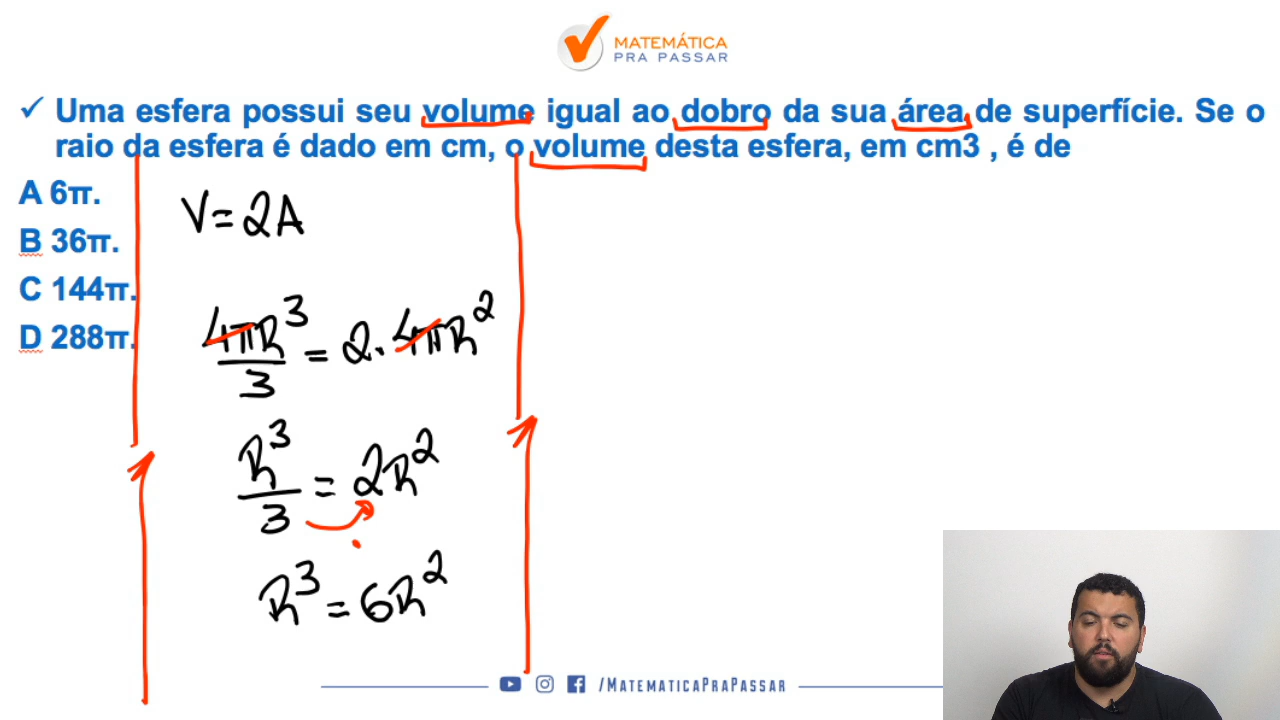 MATEMÁTICA
PRA PASSAR
✓ Uma esfera possui seu volume igual ao dobro da sua área de superfície. Se o
raio da esfera é dado em cm, o volume desta esfera, em cm3 , é de
A 6π.
B 36π.
C 144π.
D 288π.
V=2A
4πR³/3 = 2·4πR²
R³/3 = 2R²
R³ = 6R²
/MatematicaPraPassar